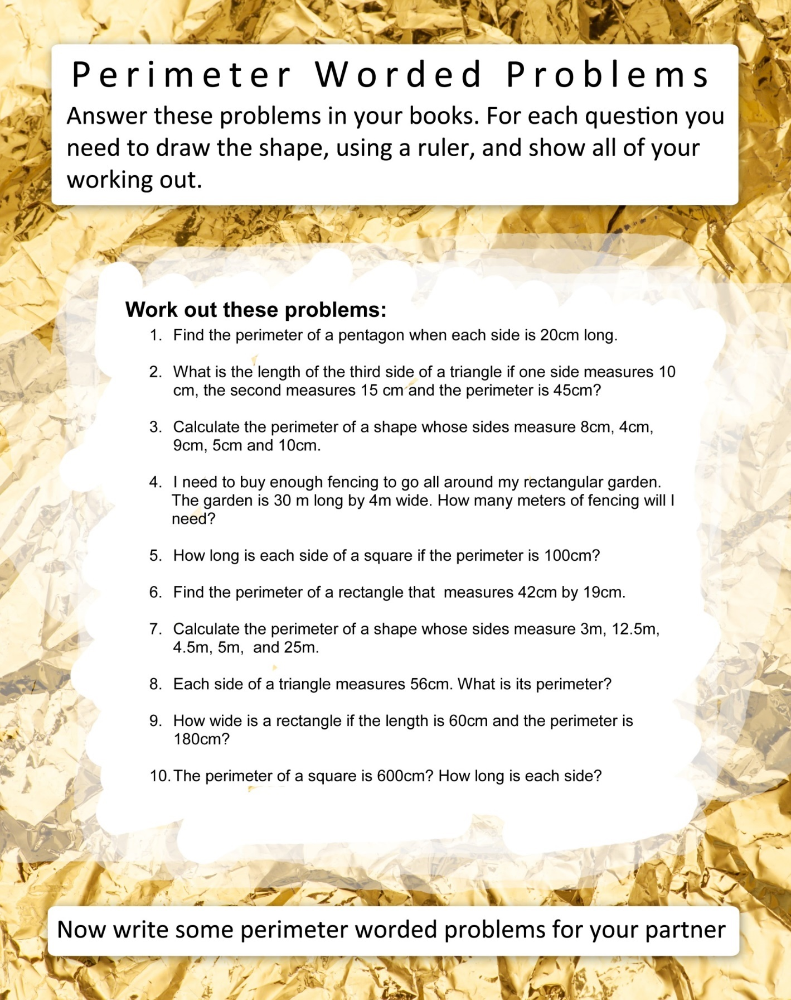 Perimeter Worded Problems
Answer these problems in your books. For each question you
need to draw the shape, using a ruler, and show all of your
working out.
Work out these problems:
1. Find the perimeter of a pentagon when each side is 20cm long.
2. What is the length of the third side of a triangle if one side measures 10
cm, the second measures 15 cm and the perimeter is 45cm?
3. Calculate the perimeter of a shape whose sides measure 8cm, 4cm,
9cm, 5cm and 10cm.
4. I need to buy enough fencing to go all around my rectangular garden.
The garden is 30 m long by 4m wide. How many meters of fencing will I
need?
5. How long is each side of a square if the perimeter is 100cm?
6. Find the perimeter of a rectangle that  measures 42cm by 19cm.
7. Calculate the perimeter of a shape whose sides measure 3m, 12.5m,
4.5m, 5m,  and 25m.
8. Each side of a triangle measures 56cm. What is its perimeter?
9. How wide is a rectangle if the length is 60cm and the perimeter is
180cm?
10. The perimeter of a square is 600cm? How long is each side?
Now write some perimeter worded problems for your partner